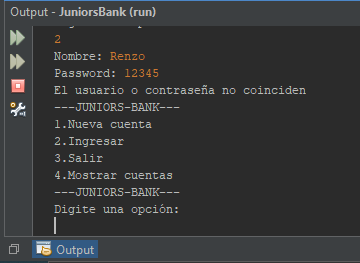 Output - JuniorsBank (run)
2
Nombre: Renzo
Password: 12345
El usuario o contraseña no coinciden
---JUNIORS-BANK---
1.Nueva cuenta
2.Ingresar
3.Salir
4.Mostrar cuentas
---JUNIORS-BANK---
Digite una opción:
Output